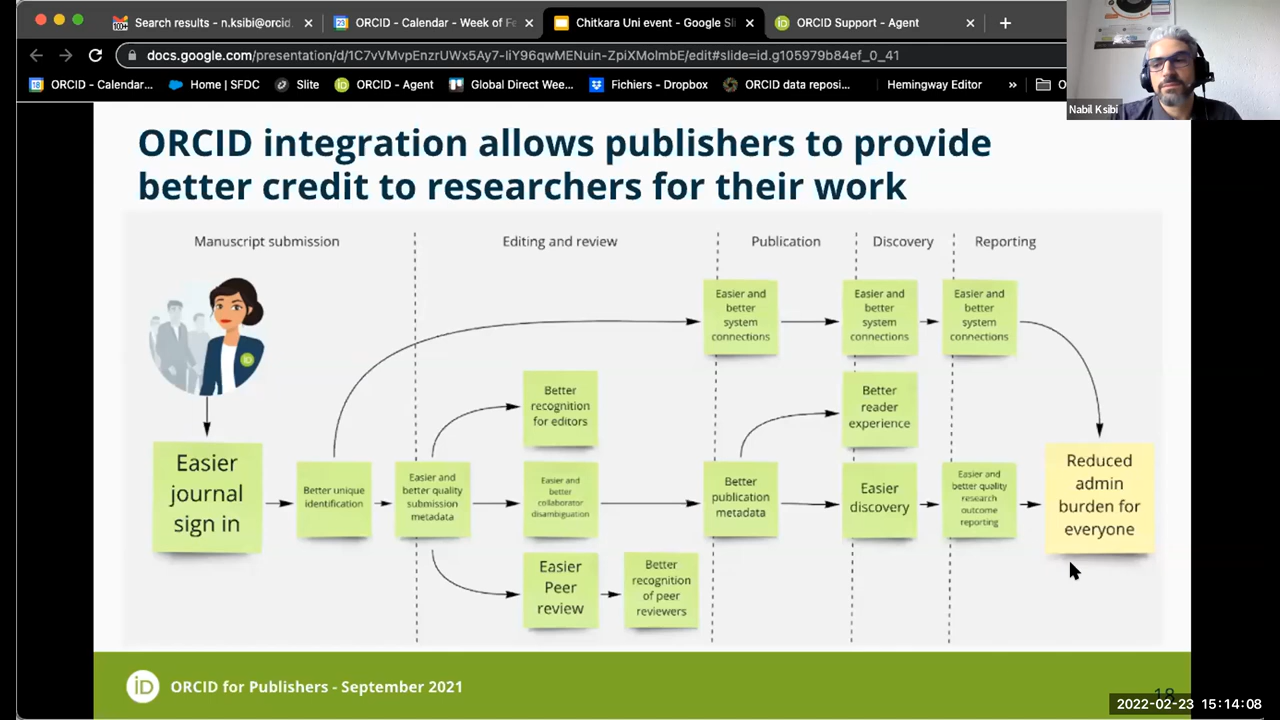 Search results - n.ksibi@orcid.
ORCID - Calendar - Week of Fe
Chitkara Uni event - Google Sli
ORCID Support - Agent
docs.google.com/presentation/d/1C7vVMvpEnzrUWx5Ay7-liY96qwMENuin-ZpiXMolmbE/edit#slide=id.g105979b84ef_0_41
ORCID - Calendar...
Home | SFDC
Slite
ORCID - Agent
Global Direct Wee...
Fichiers - Dropbox
ORCID data reposi...
Hemingway Editor
»
Nabil Ksibi
ORCID integration allows publishers to provide
better credit to researchers for their work
Manuscript submission
Editing and review
Publication
Discovery
Reporting
Easier and
better
system
connections
Easier and
better
system
connections
Easier and
better
system
connections
Better
recognition
for editors
Better
reader
experience
Easier
journal
sign in
Better unique
identification
Easier and
better quality
submission
metadata
Easier and
better
collaborator
disambiguation
Better
publication
metadata
Easier
discovery
Easier and
better quality
research
outcome
reporting
Reduced
admin
burden for
everyone
Easier
Peer
review
Better
recognition
of peer
reviewers
iD
ORCID for Publishers - September 2021
18
2022-02-23 15:14:08